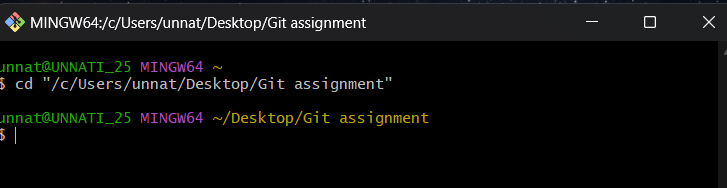 MINGW64:/c/Users/unnat/Desktop/Git assignment
unnat@UNNATI_25 MINGW64 ~
$ cd "/c/Users/unnat/Desktop/Git assignment"
unnat@UNNATI_25 MINGW64 ~/Desktop/Git assignment
$